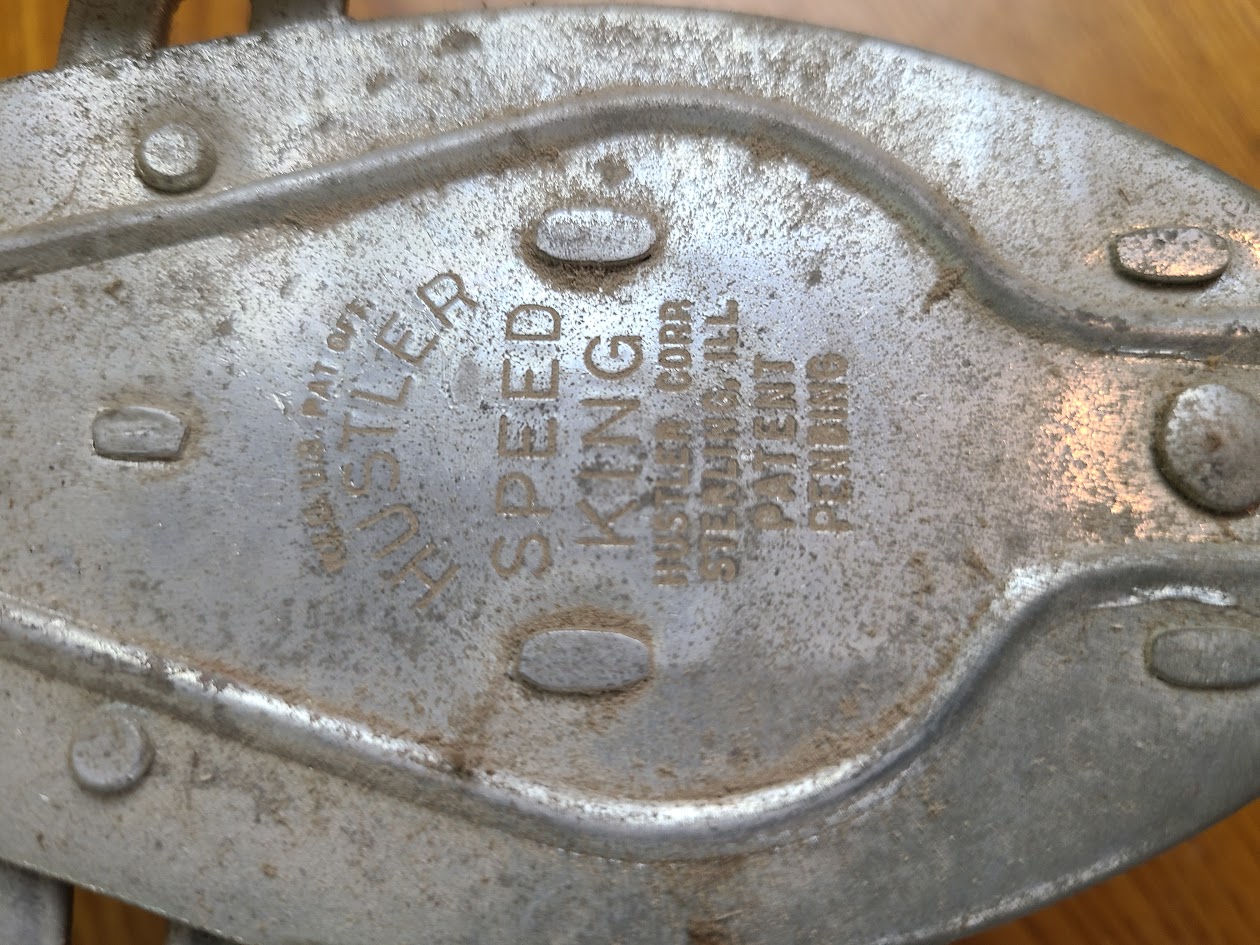 REG. U.S. PAT. OFF.
HUSTLER
SPEED
KING
HUSTLER CORP.
STERLING, ILL.
PATENT
PENDING